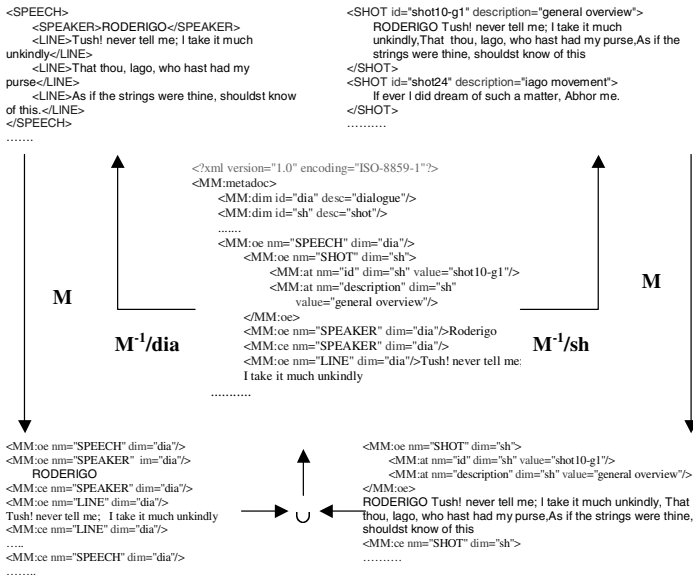 <SPEECH>
<SPEAKER>RODERIGO</SPEAKER>
<LINE>Tush! never tell me; I take it much
unkindly</LINE>
<LINE>That thou, Iago, who hast had my
purse</LINE>
<LINE>As if the strings were thine, shouldst know
of this.</LINE>
</SPEECH>
.......
<SHOT id="shot10-g1" description="general overview">
RODERIGO Tush! never tell me; I take it much
unkindly,That thou, Iago, who hast had my purse,As if the
strings were thine, shouldst know of this
</SHOT>
<SHOT id="shot24" description="iago movement">
If ever I did dream of such a matter, Abhor me.
</SHOT>
..........
<?xml version="1.0" encoding="ISO-8859-1"?>
<MM:metadoc>
<MM:dim id="dia" desc="dialogue"/>
<MM:dim id="sh" desc="shot"/>
.......
<MM:oe nm="SPEECH" dim="dia"/>
<MM:oe nm="SHOT" dim="sh">
<MM:at nm="id" dim="sh" value="shot10-g1"/>
<MM:at nm="description" dim="sh"
value="general overview"/>
</MM:oe>
<MM:oe nm="SPEAKER" dim="dia"/>Roderigo
<MM:ce nm="SPEAKER" dim="dia"/>
<MM:oe nm="LINE" dim="dia"/>Tush! never tell me;
I take it much unkindly
...........
M
M⁻¹/dia
M⁻¹/sh
M
<MM:oe nm="SPEECH" dim="dia"/>
<MM:oe nm="SPEAKER" im="dia"/>
RODERIGO
<MM:ce nm="SPEAKER" dim="dia"/>
<MM:oe nm="LINE" dim="dia"/>
Tush! never tell me; I take it much unkindly
<MM:ce nm="LINE" dim="dia"/>
.....
<MM:ce nm="SPEECH" dim="dia"/>
........
∪
<MM:oe nm="SHOT" dim="sh">
<MM:at nm="id" dim="sh" value="shot10-g1"/>
<MM:at nm="description" dim="sh" value="general overview"/>
</MM:oe>
RODERIGO Tush! never tell me; I take it much unkindly, That
thou, Iago, who hast had my purse,As if the strings were thine,
shouldst know of this
<MM:ce nm="SHOT" dim="sh">
..........